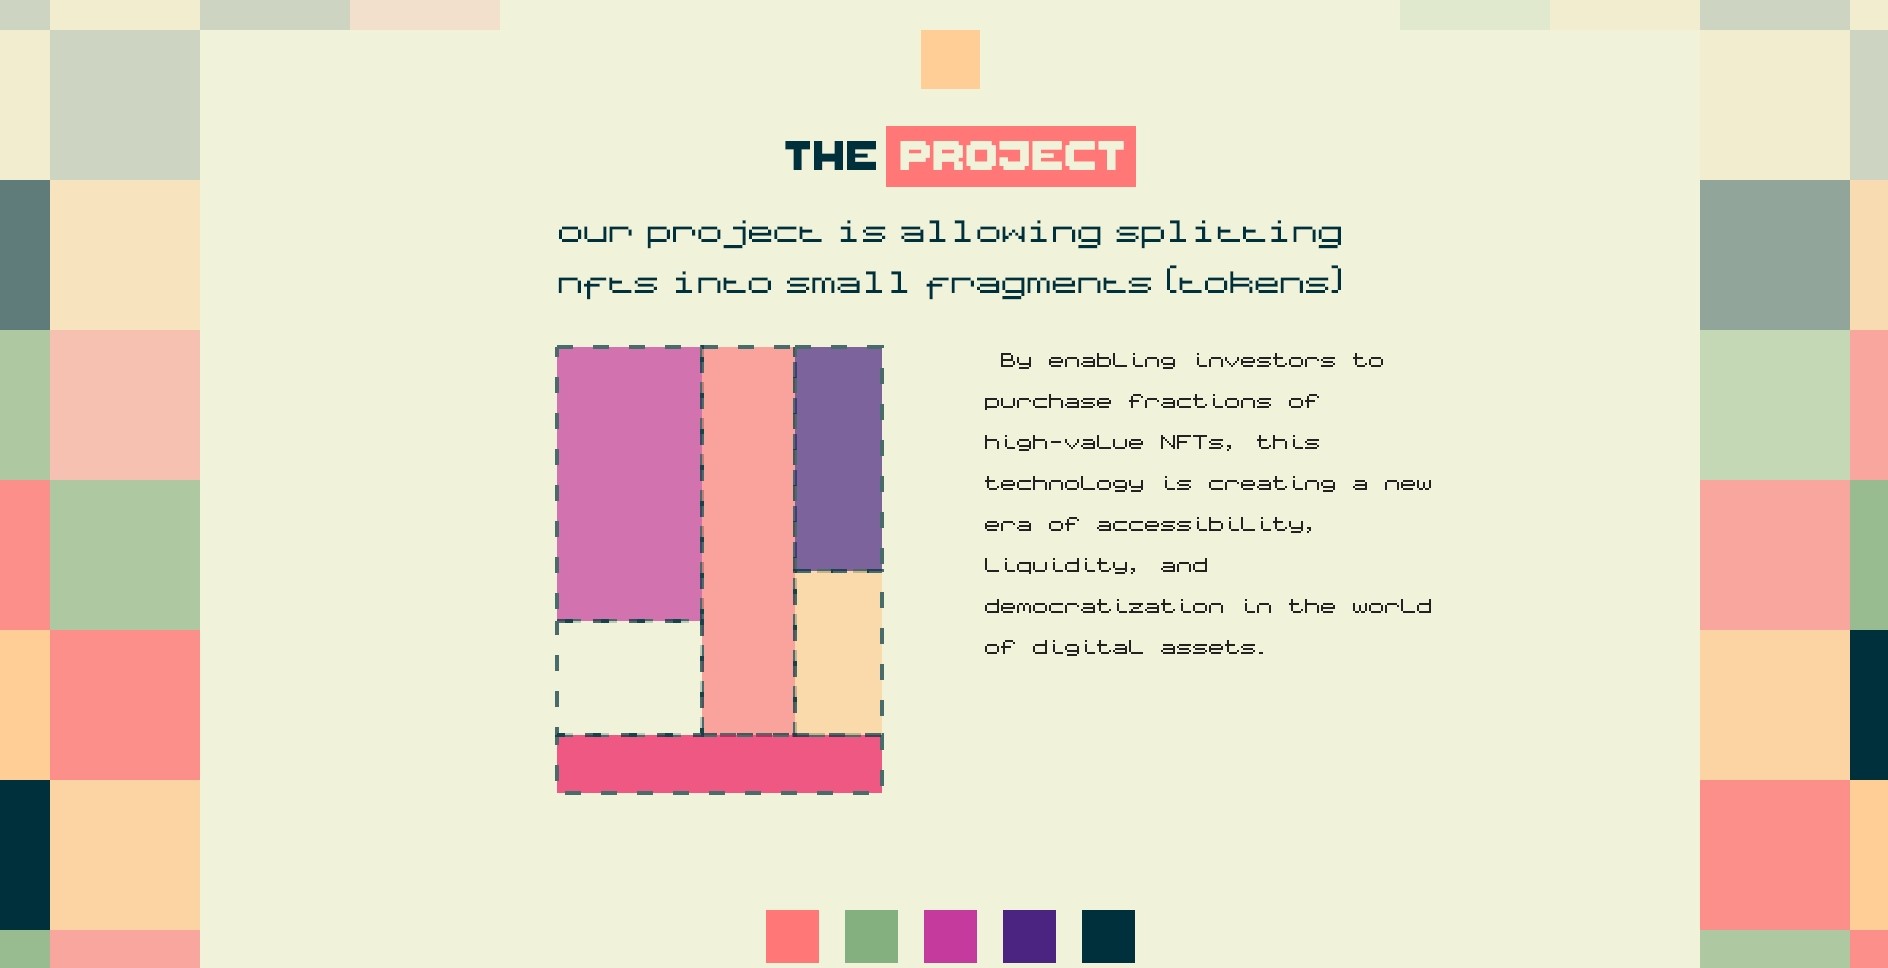 THE PROJECT
our project is allowing splitting
nfts into small fragments (tokens)
By enabling investors to
purchase fractions of
high-value NFTs, this
technology is creating a new
era of accessibility,
liquidity, and
democratization in the world
of digital assets.